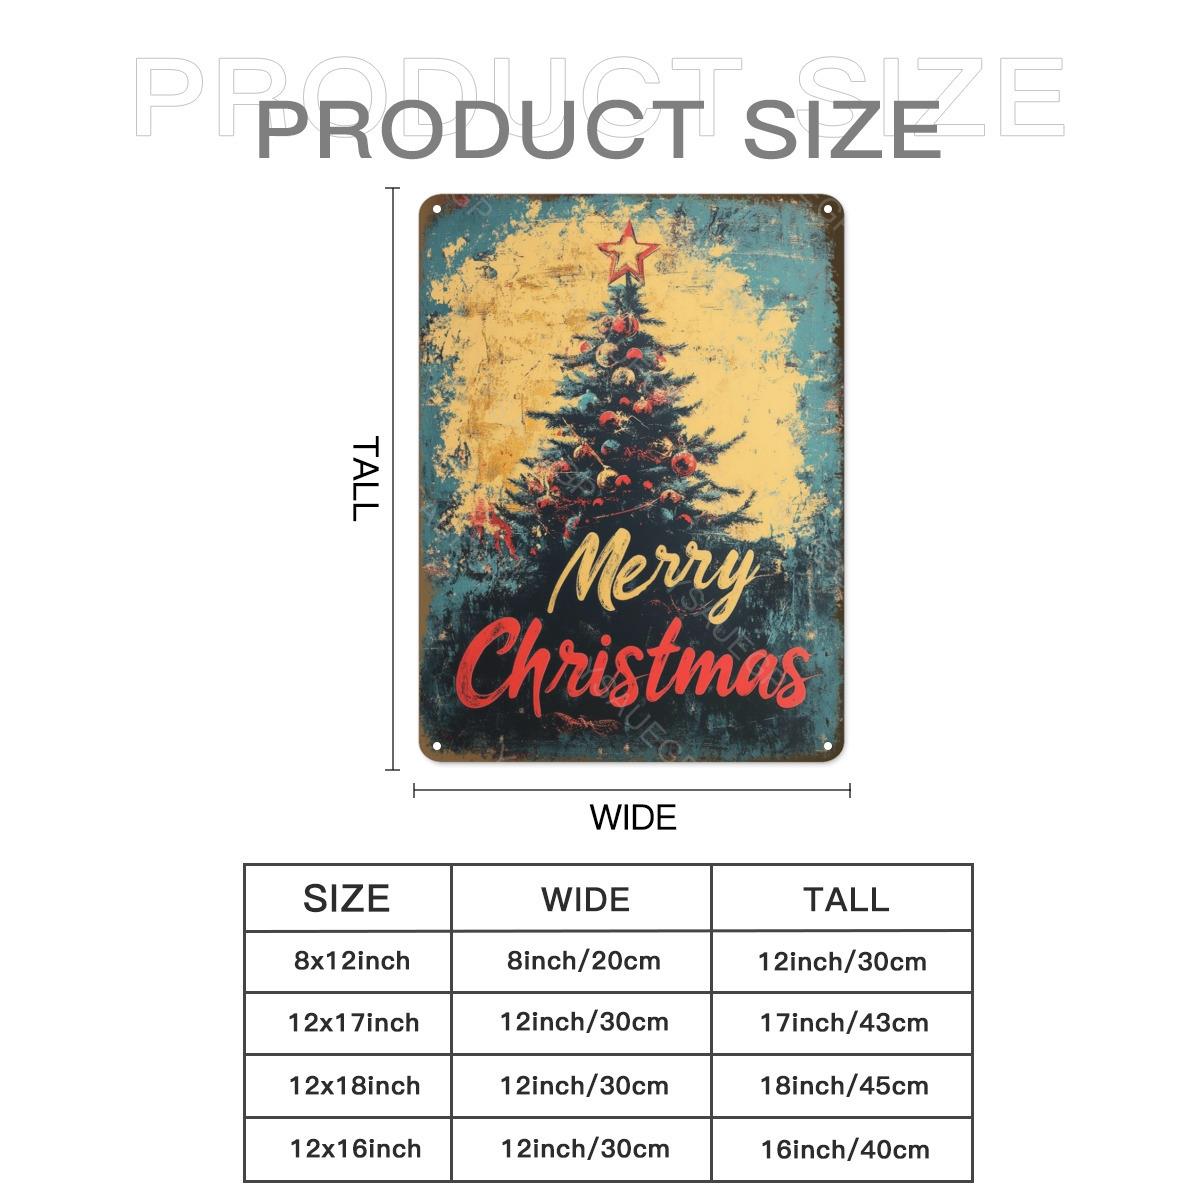 PRODUCT SIZE
PRODUCT SIZE
TALL
Merry
Christmas
WIDE
SIZE WIDE TALL
8x12inch 8inch/20cm 12inch/30cm
12x17inch 12inch/30cm 17inch/43cm
12x18inch 12inch/30cm 18inch/45cm
12x16inch 12inch/30cm 16inch/40cm